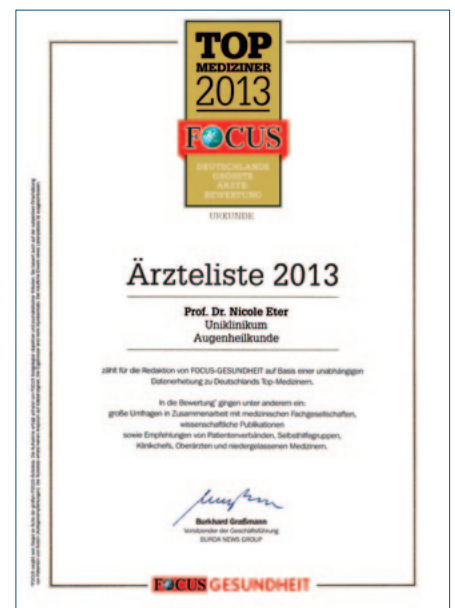 TOP
MEDIZINER
2013
FOCUS
DEUTSCHLANDS
GRÖSSTE
ÄRZTE-
BEWERTUNG
URKUNDE
Ärzteliste 2013
Prof. Dr. Nicole Eter
Uniklinikum
Augenheilkunde
zählt für die Redaktion von FOCUS-GESUNDHEIT auf Basis einer unabhängigen
Datenerhebung zu Deutschlands Top-Medizinern.
In die Bewertung* gingen unter anderem ein:
große Umfragen in Zusammenarbeit mit medizinischen Fachgesellschaften,
wissenschaftliche Publikationen
sowie Empfehlungen von Patientenverbänden, Selbsthilfegruppen,
Klinikchefs, Oberärzten und niedergelassenen Medizinern.
Burkhard Graßmann
Vorsitzender der Geschäftsführung
BURDA NEWS GROUP
FOCUS GESUNDHEIT